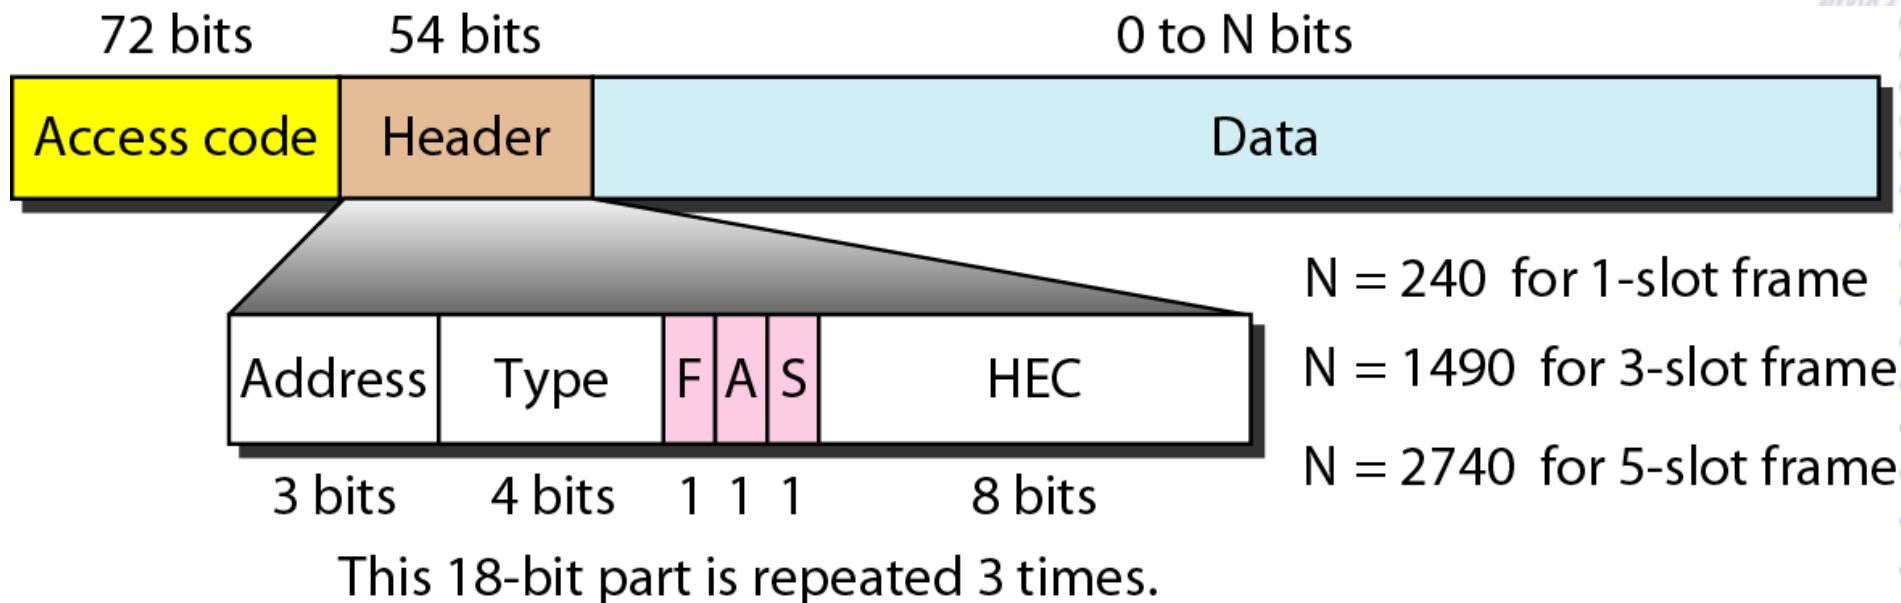 72 bits 54 bits 0 to N bits
Access code Header Data
N = 240 for 1-slot frame
Address Type F A S HEC
N = 1490 for 3-slot frame
3 bits 4 bits 1 1 1 8 bits
N = 2740 for 5-slot frame
This 18-bit part is repeated 3 times.